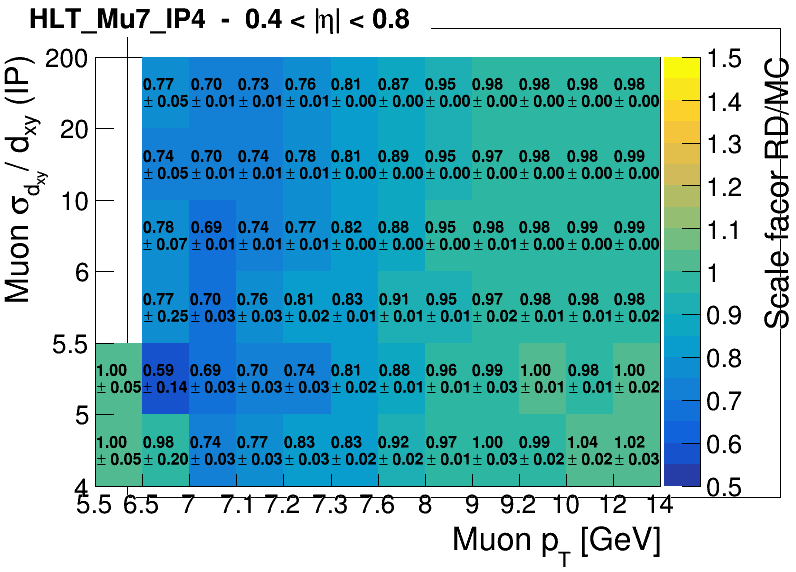 HLT_Mu7_IP4 - 0.4 < |η| < 0.8
Muon σ_dxy / d_xy (IP)
200
20
10
6
5.5
5
4
0.77 0.70 0.73 0.76 0.81 0.87 0.95 0.98 0.98 0.98 0.98
± 0.05 ± 0.01 ± 0.01 ± 0.01 ± 0.00 ± 0.00 ± 0.00 ± 0.00 ± 0.00 ± 0.00 ± 0.00
0.74 0.70 0.74 0.78 0.81 0.89 0.95 0.97 0.98 0.98 0.99
± 0.05 ± 0.01 ± 0.01 ± 0.01 ± 0.00 ± 0.00 ± 0.00 ± 0.00 ± 0.00 ± 0.00 ± 0.00
0.78 0.69 0.74 0.77 0.82 0.88 0.95 0.98 0.98 0.99 0.99
± 0.07 ± 0.01 ± 0.01 ± 0.01 ± 0.00 ± 0.00 ± 0.00 ± 0.01 ± 0.00 ± 0.00 ± 0.00
0.77 0.70 0.76 0.81 0.83 0.91 0.95 0.97 0.98 0.98 0.98
± 0.25 ± 0.03 ± 0.03 ± 0.02 ± 0.01 ± 0.01 ± 0.01 ± 0.02 ± 0.01 ± 0.01 ± 0.02
1.00 0.59 0.69 0.70 0.74 0.81 0.88 0.96 0.99 1.00 0.98 1.00
± 0.05 ± 0.14 ± 0.03 ± 0.03 ± 0.03 ± 0.02 ± 0.01 ± 0.01 ± 0.03 ± 0.01 ± 0.01 ± 0.02
1.00 0.98 0.74 0.77 0.83 0.83 0.92 0.97 1.00 0.99 1.04 1.02
± 0.05 ± 0.20 ± 0.03 ± 0.03 ± 0.03 ± 0.02 ± 0.02 ± 0.01 ± 0.03 ± 0.02 ± 0.02 ± 0.03
5.5 6.5 7 7.1 7.2 7.3 7.6 8 9 9.2 10 12 14
Muon p_T [GeV]
1.5
1.4
1.3
1.2
1.1
1
0.9
0.8
0.7
0.6
0.5
Scale facor RD/MC